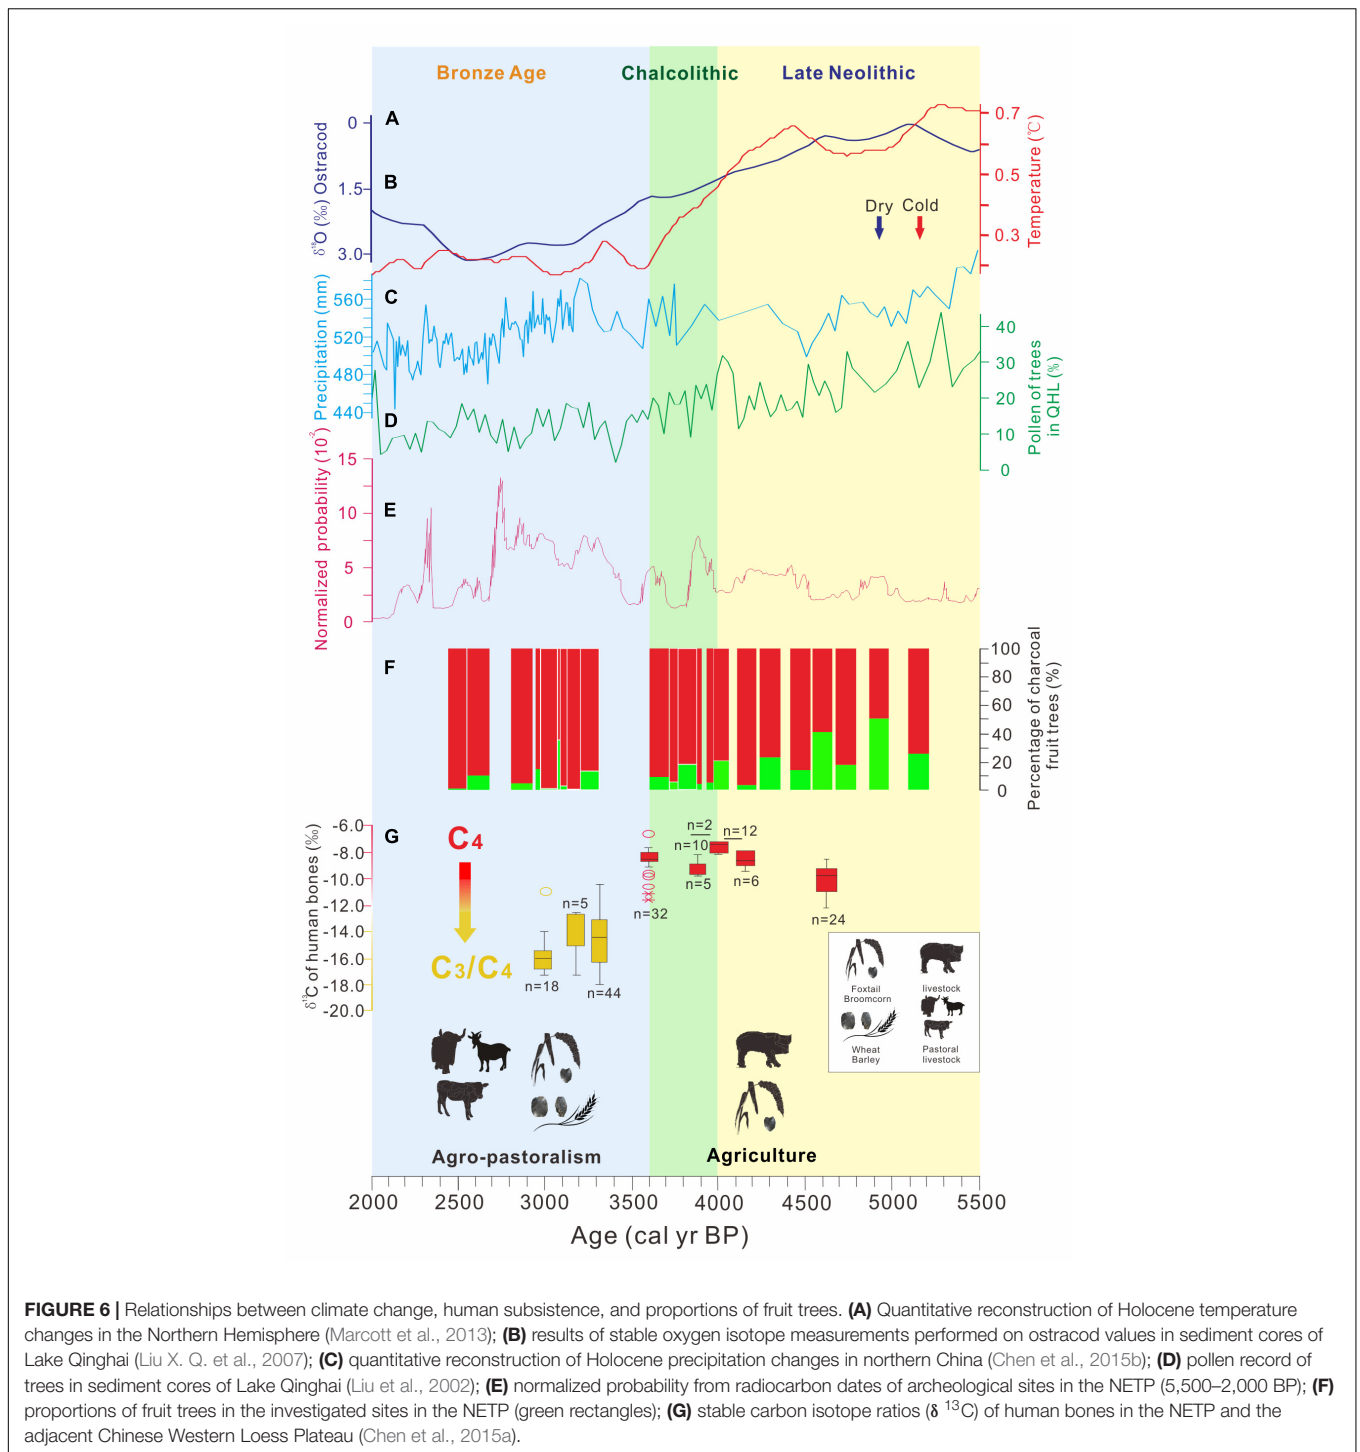 Bronze Age
Chalcolithic
Late Neolithic
A
B
C
D
E
F
G
δ¹⁸O (‰) Ostracod
0
1.5
3.0
Temperature (℃)
0.7
0.5
0.3
Dry
Cold
Precipitation (mm)
560
520
480
440
Pollen of trees
in QHL (%)
40
30
20
10
0
Normalized probability (10⁻²)
15
10
5
0
Percentage of charcoal
fruit trees (%)
100
80
60
40
20
0
δ¹³C of human bones (‰)
-6.0
-8.0
-10.0
-12.0
-14.0
-16.0
-18.0
-20.0
C4
C3/C4
n=18
n=5
n=44
n=32
n=2
n=10
n=5
n=12
n=6
n=24
Foxtail
Broomcorn
livestock
Wheat
Barley
Pastoral
livestock
Agro-pastoralism
Agriculture
2000 2500 3000 3500 4000 4500 5000 5500
Age (cal yr BP)
FIGURE 6 | Relationships between climate change, human subsistence, and proportions of fruit trees. (A) Quantitative reconstruction of Holocene temperature
changes in the Northern Hemisphere (Marcott et al., 2013); (B) results of stable oxygen isotope measurements performed on ostracod values in sediment cores of
Lake Qinghai (Liu X. Q. et al., 2007); (C) quantitative reconstruction of Holocene precipitation changes in northern China (Chen et al., 2015b); (D) pollen record of
trees in sediment cores of Lake Qinghai (Liu et al., 2002); (E) normalized probability from radiocarbon dates of archeological sites in the NETP (5,500–2,000 BP); (F)
proportions of fruit trees in the investigated sites in the NETP (green rectangles); (G) stable carbon isotope ratios (δ ¹³C) of human bones in the NETP and the
adjacent Chinese Western Loess Plateau (Chen et al., 2015a).